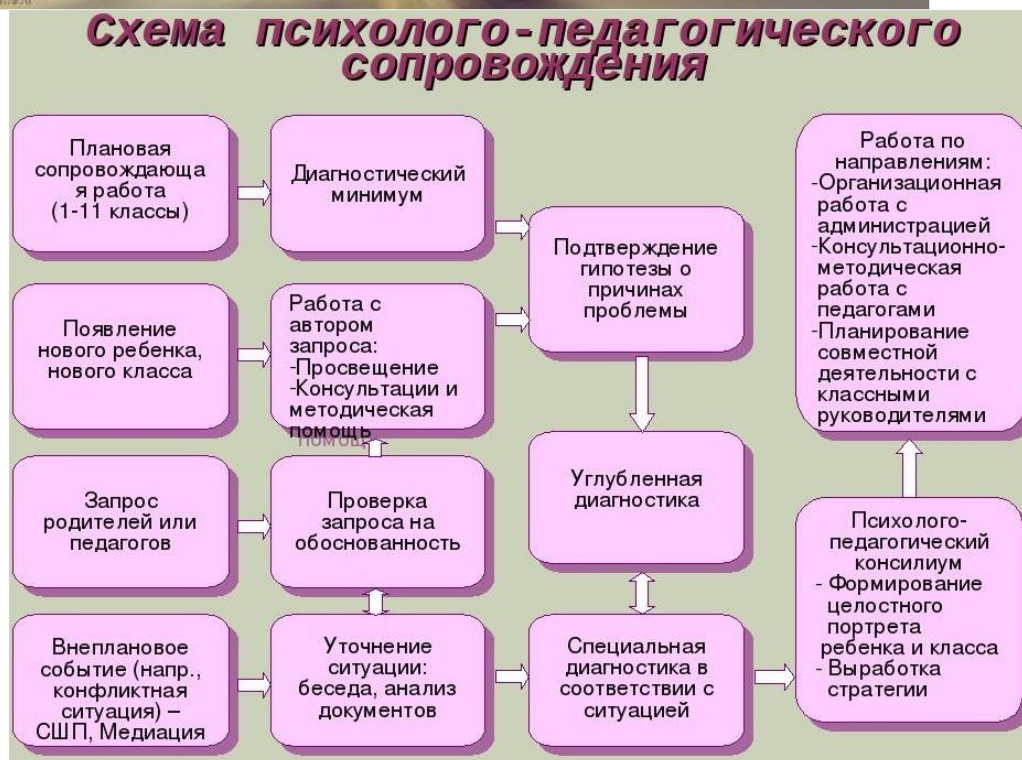 Схема психолого-педагогического
сопровождения
Плановая
сопровождающа
я работа
(1-11 классы)
Диагностический
минимум
Подтверждение
гипотезы о
причинах
проблемы
Работа по
направлениям:
-Организационная
работа с
администрацией
-Консультационно-
методическая
работа с
педагогами
-Планирование
совместной
деятельности с
классными
руководителями
Появление
нового ребенка,
нового класса
Работа с
автором
запроса:
-Просвещение
-Консультации и
методическая
помощь
Запрос
родителей или
педагогов
Проверка
запроса на
обоснованность
Углубленная
диагностика
Психолого-
педагогический
консилиум
- Формирование
целостного
портрета
ребенка и класса
- Выработка
стратегии
Внеплановое
событие (напр.,
конфликтная
ситуация) –
СШП, Медиация
Уточнение
ситуации:
беседа, анализ
документов
Специальная
диагностика в
соответствии с
ситуацией